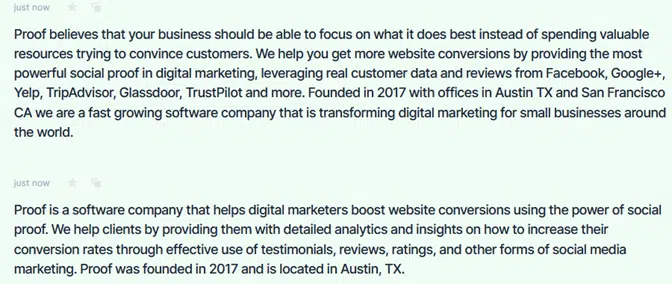 just now
Proof believes that your business should be able to focus on what it does best instead of spending valuable
resources trying to convince customers. We help you get more website conversions by providing the most
powerful social proof in digital marketing, leveraging real customer data and reviews from Facebook, Google+,
Yelp, TripAdvisor, Glassdoor, TrustPilot and more. Founded in 2017 with offices in Austin TX and San Francisco
CA we are a fast growing software company that is transforming digital marketing for small businesses around
the world.
just now
Proof is a software company that helps digital marketers boost website conversions using the power of social
proof. We help clients by providing them with detailed analytics and insights on how to increase their
conversion rates through effective use of testimonials, reviews, ratings, and other forms of social media
marketing. Proof was founded in 2017 and is located in Austin, TX.